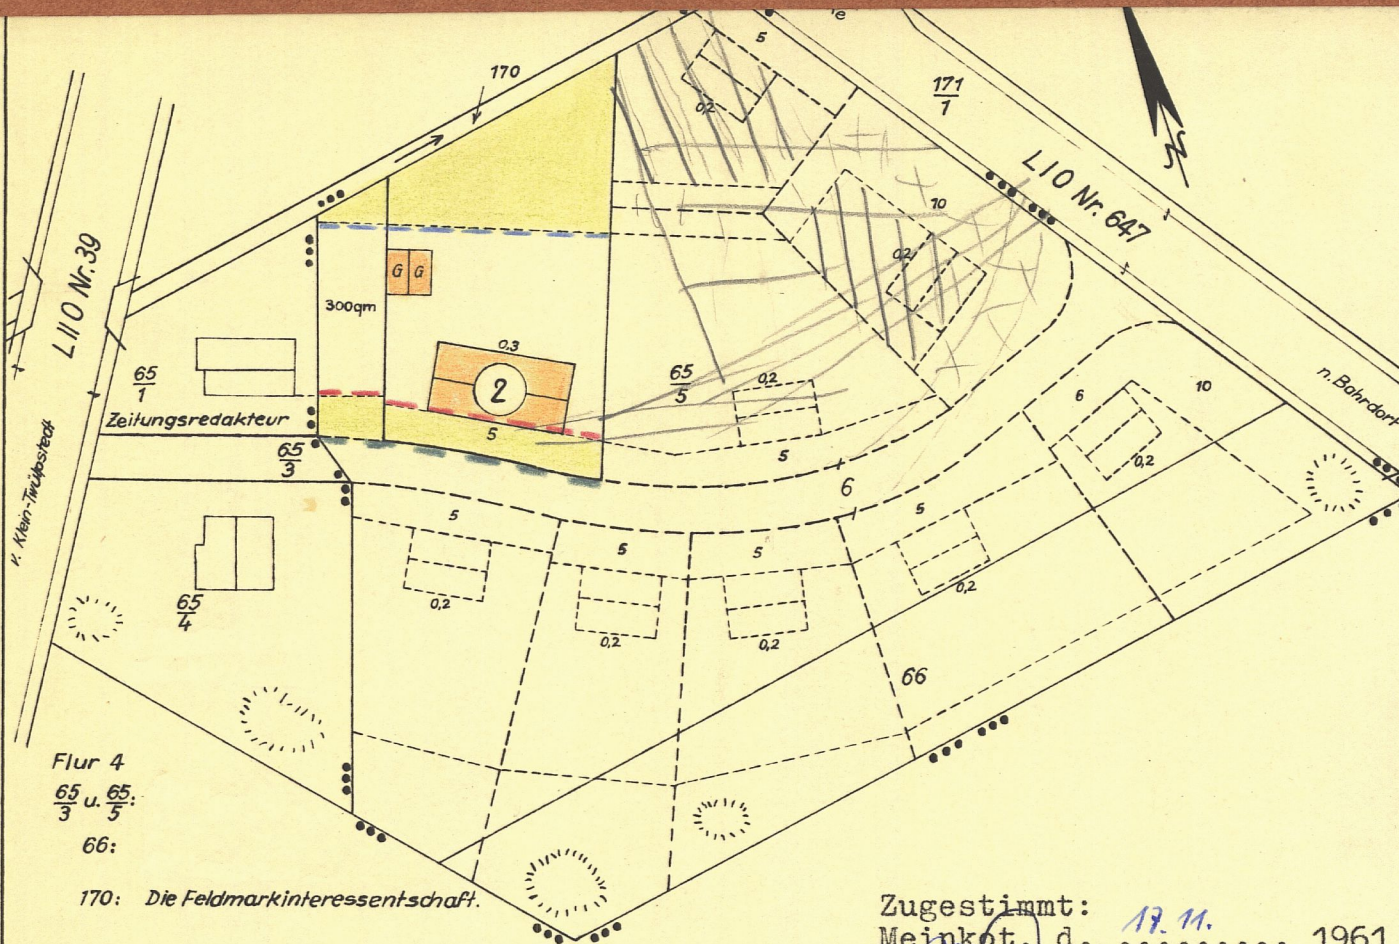 170
5
171
1
LIIO Nr. 647
0,2
10
0,2
LIIO Nr. 39
G G
300qm
0,3
2
65
1
65
5
0,2
n. Bahrdorf
10
6
Zeitungsredakteur
5
65
3
5
0,2
6
v. Klein-Twülpstedt
5
5
5
5
65
4
0,2
0,2
0,2
0,2
66
Flur 4
65/3 u. 65/5:
66:
170: Die Feldmarkinteressentschaft.
Zugestimmt:
Meinkot, d. 17.11. 1961